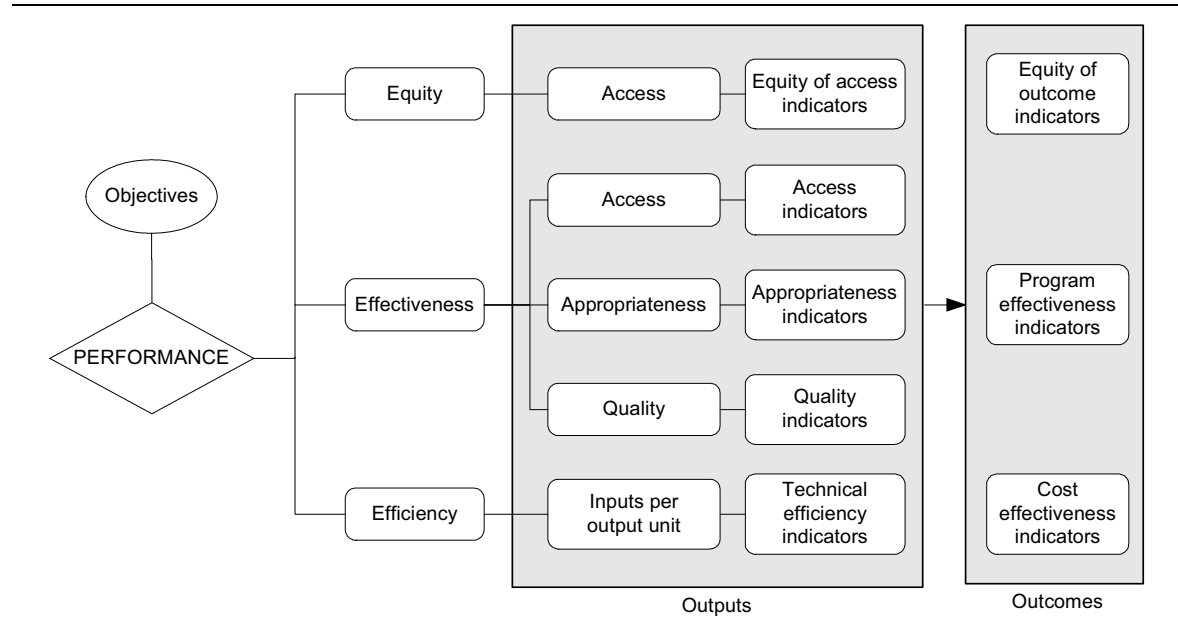 Objectives
PERFORMANCE
Equity
Effectiveness
Efficiency
Access
Equity of access
indicators
Access
Access
indicators
Appropriateness
Appropriateness
indicators
Quality
Quality
indicators
Inputs per
output unit
Technical
efficiency
indicators
Outputs
Equity of
outcome
indicators
Program
effectiveness
indicators
Cost
effectiveness
indicators
Outcomes